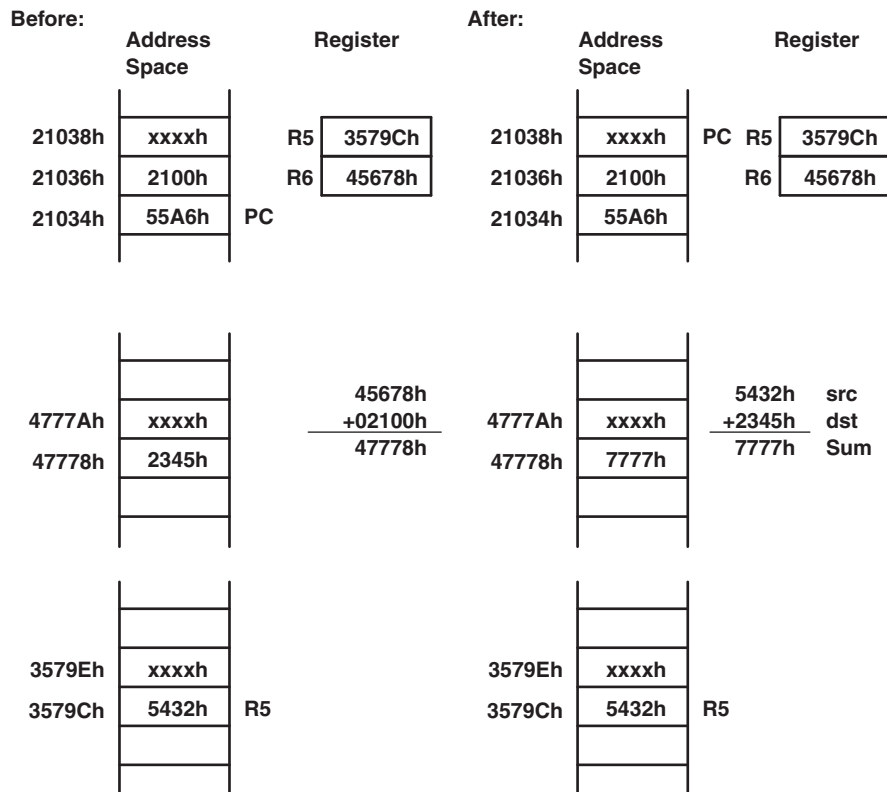 Before:
Address Space
Register
21038h xxxxh
21036h 2100h
21034h 55A6h PC
R5 3579Ch
R6 45678h
4777Ah xxxxh
47778h 2345h
45678h
+02100h
47778h
3579Eh xxxxh
3579Ch 5432h R5
After:
Address Space
Register
21038h xxxxh PC
21036h 2100h
21034h 55A6h
R5 3579Ch
R6 45678h
4777Ah xxxxh
47778h 7777h
5432h src
+2345h dst
7777h Sum
3579Eh xxxxh
3579Ch 5432h R5